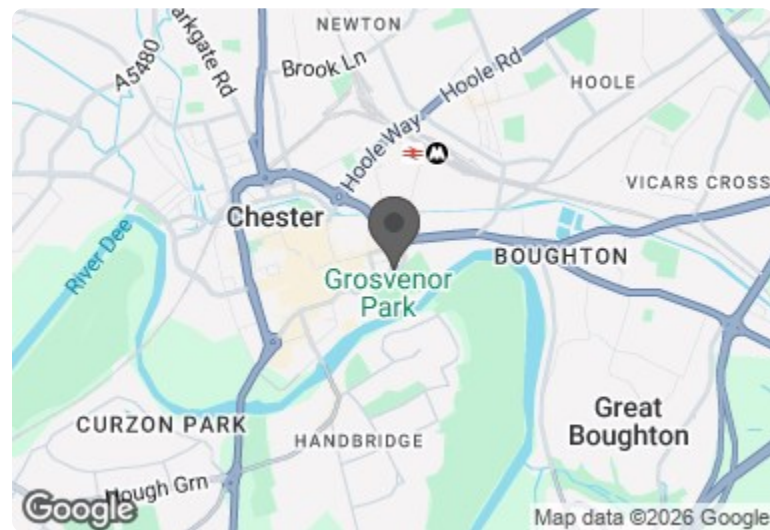 NEWTON
arkgate Rd
A5480
Brook Ln
Hoole Rd
HOOLE
Hoole Way
VICARS CROSS
Chester
River Dee
BOUGHTON
Grosvenor
Park
CURZON PARK
HANDBRIDGE
Great
Boughton
Hough Grn
Google
Map data ©2026 Google